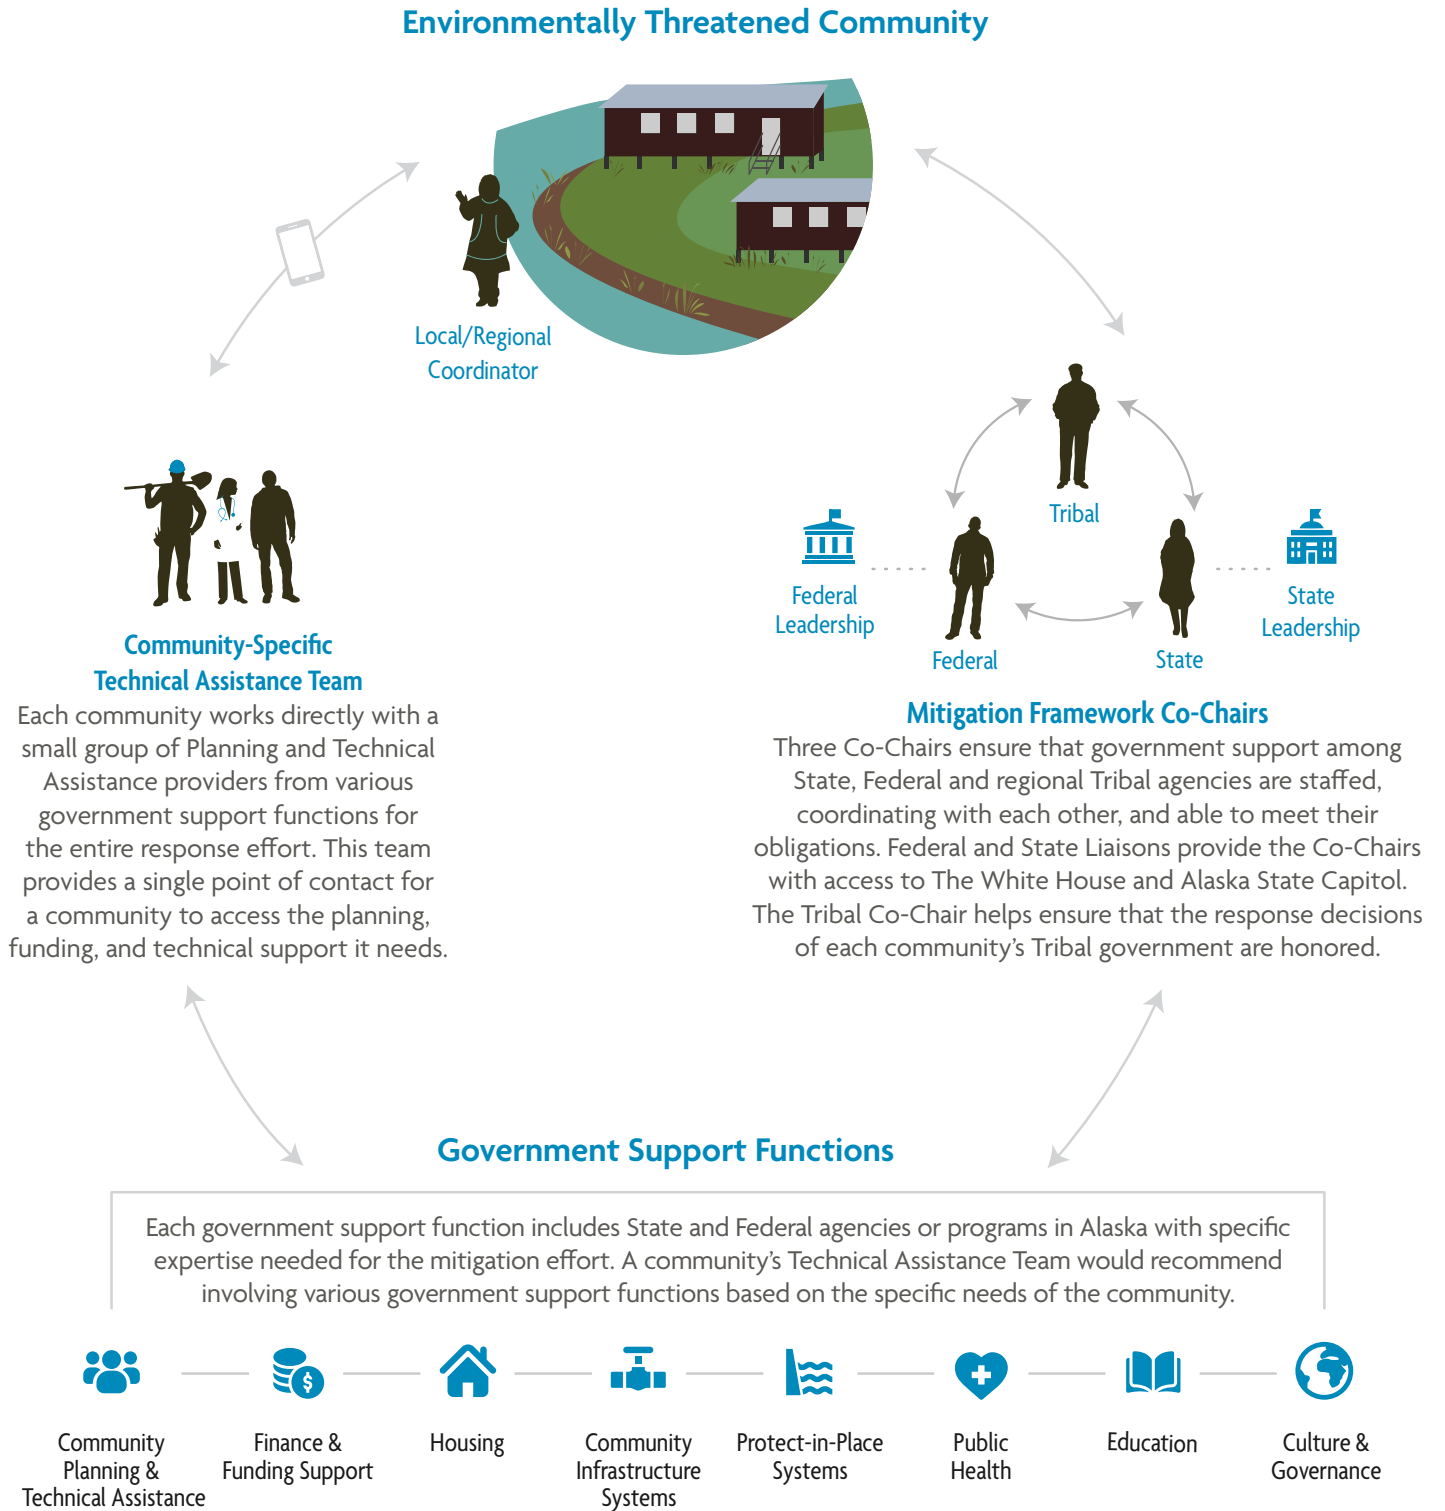 Environmentally Threatened Community
Local/Regional
Coordinator
Community-Specific
Technical Assistance Team
Each community works directly with a
small group of Planning and Technical
Assistance providers from various
government support functions for
the entire response effort. This team
provides a single point of contact for
a community to access the planning,
funding, and technical support it needs.
Tribal
Federal
Leadership
Federal
State
State
Leadership
Mitigation Framework Co-Chairs
Three Co-Chairs ensure that government support among
State, Federal and regional Tribal agencies are staffed,
coordinating with each other, and able to meet their
obligations. Federal and State Liaisons provide the Co-Chairs
with access to The White House and Alaska State Capitol.
The Tribal Co-Chair helps ensure that the response decisions
of each community’s Tribal government are honored.
Government Support Functions
Each government support function includes State and Federal agencies or programs in Alaska with specific
expertise needed for the mitigation effort. A community’s Technical Assistance Team would recommend
involving various government support functions based on the specific needs of the community.
$
Community
Planning &
Technical Assistance
Finance &
Funding Support
Housing
Community
Infrastructure
Systems
Protect-in-Place
Systems
Public
Health
Education
Culture &
Governance